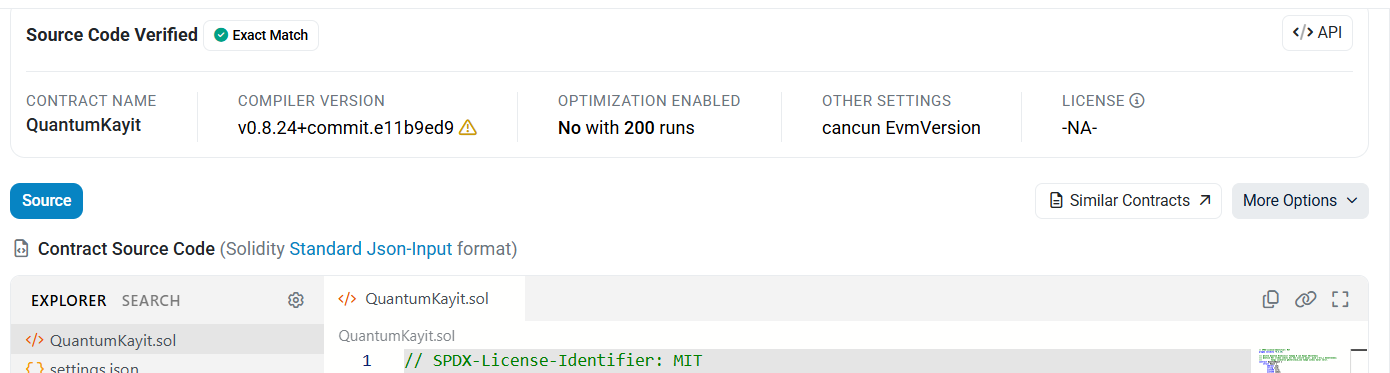 Source Code Verified Exact Match </> API
CONTRACT NAME COMPILER VERSION OPTIMIZATION ENABLED OTHER SETTINGS LICENSE
QuantumKayit v0.8.24+commit.e11b9ed9 No with 200 runs cancun EvmVersion -NA-
Source Similar Contracts More Options
Contract Source Code (Solidity Standard Json-Input format)
EXPLORER SEARCH </> QuantumKayit.sol
</> QuantumKayit.sol QuantumKayit.sol
{} settings.json 1 // SPDX-License-Identifier: MIT